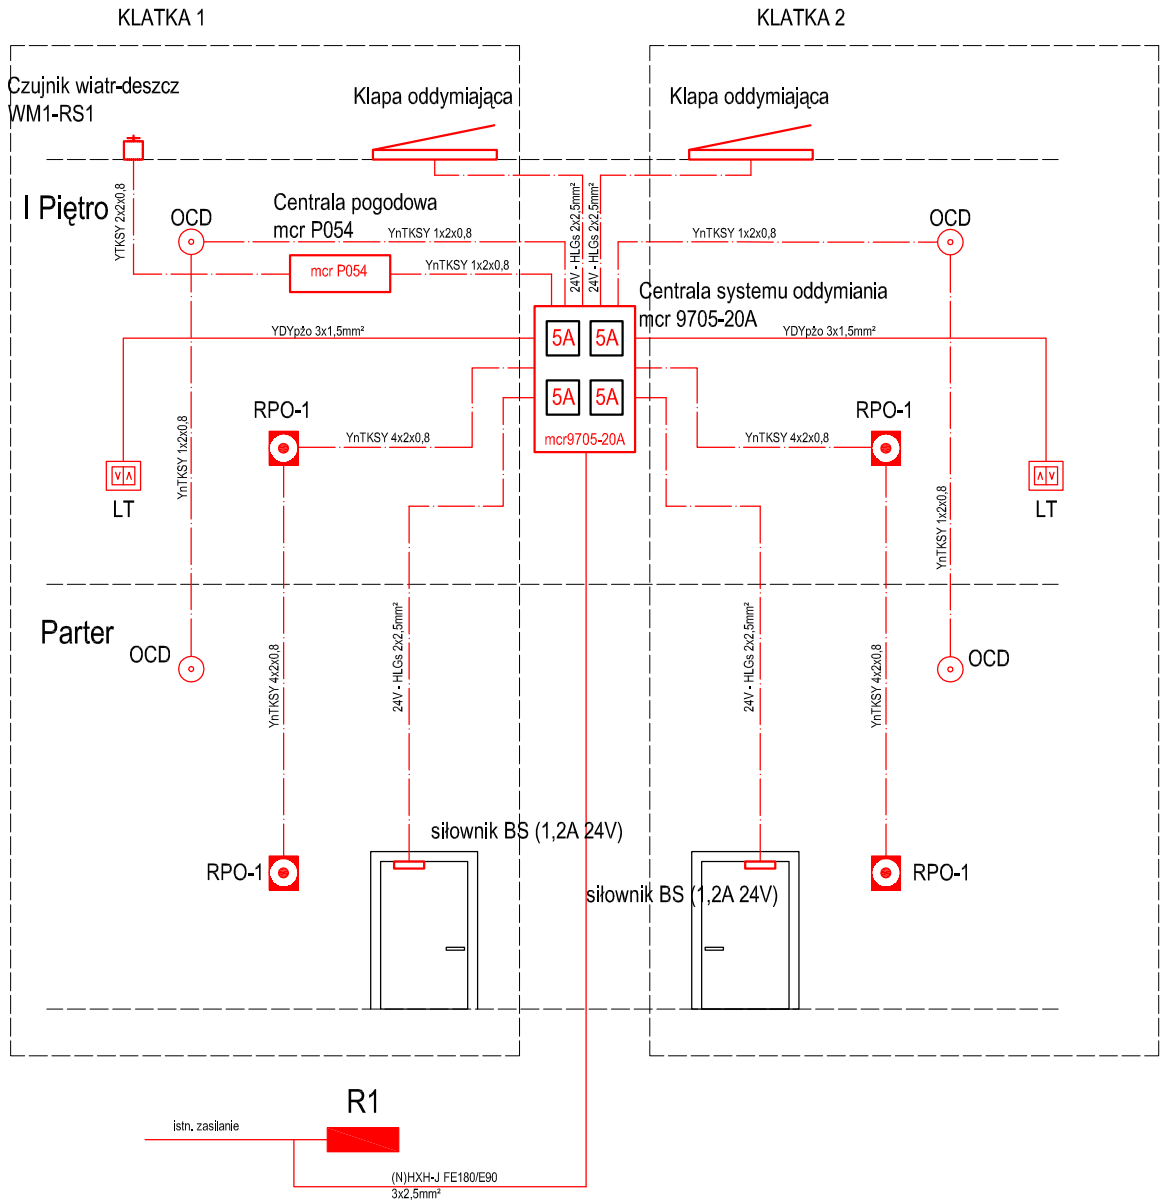 KLATKA 1
KLATKA 2
Czujnik wiatr-deszcz
WM1-RS1
Klapa oddymiająca
Klapa oddymiająca
I Piętro
YTKSY 2x2x0,8
OCD
Centrala pogodowa
mcr P054
YnTKSY 1x2x0,8
24V - HLGs 2x2,5mm²
24V - HLGs 2x2,5mm²
YnTKSY 1x2x0,8
OCD
mcr P054
YnTKSY 1x2x0,8
Centrala systemu oddymiania
mcr 9705-20A
YDYpżo 3x1,5mm²
5A
5A
YDYpżo 3x1,5mm²
5A
5A
RPO-1
YnTKSY 4x2x0,8
mcr9705-20A
YnTKSY 4x2x0,8
RPO-1
YnTKSY 1x2x0,8
LT
LT
YnTKSY 1x2x0,8
Parter
OCD
YnTKSY 4x2x0,8
24V - HLGs 2x2,5mm²
24V - HLGs 2x2,5mm²
YnTKSY 4x2x0,8
OCD
siłownik BS (1,2A 24V)
RPO-1
siłownik BS (1,2A 24V)
RPO-1
R1
istn. zasilanie
(N)HXH-J FE180/E90
3x2,5mm²